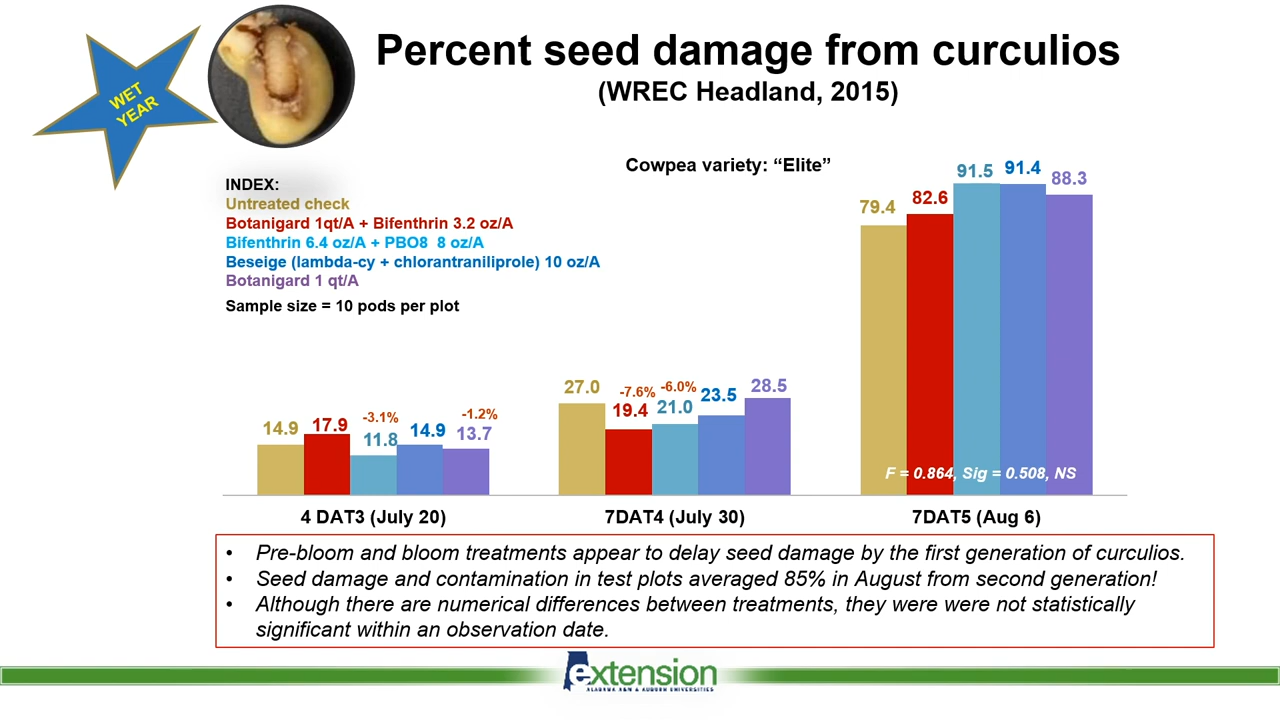 WET
YEAR
Percent seed damage from curculios
(WREC Headland, 2015)
Cowpea variety: “Elite”
INDEX:
Untreated check
Botanigard 1qt/A + Bifenthrin 3.2 oz/A
Bifenthrin 6.4 oz/A + PBO8  8 oz/A
Beseige (lambda-cy + chlorantraniliprole) 10 oz/A
Botanigard 1 qt/A
Sample size = 10 pods per plot
14.9 17.9 -3.1% 11.8 14.9 -1.2% 13.7
27.0 -7.6% 19.4 -6.0% 21.0 23.5 28.5
79.4 82.6 91.5 91.4 88.3
F = 0.864, Sig = 0.508, NS
4 DAT3 (July 20) 7DAT4 (July 30) 7DAT5 (Aug 6)
• Pre-bloom and bloom treatments appear to delay seed damage by the first generation of curculios.
• Seed damage and contamination in test plots averaged 85% in August from second generation!
• Although there are numerical differences between treatments, they were were not statistically
significant within an observation date.
extension
ALABAMA A&M & AUBURN UNIVERSITIES